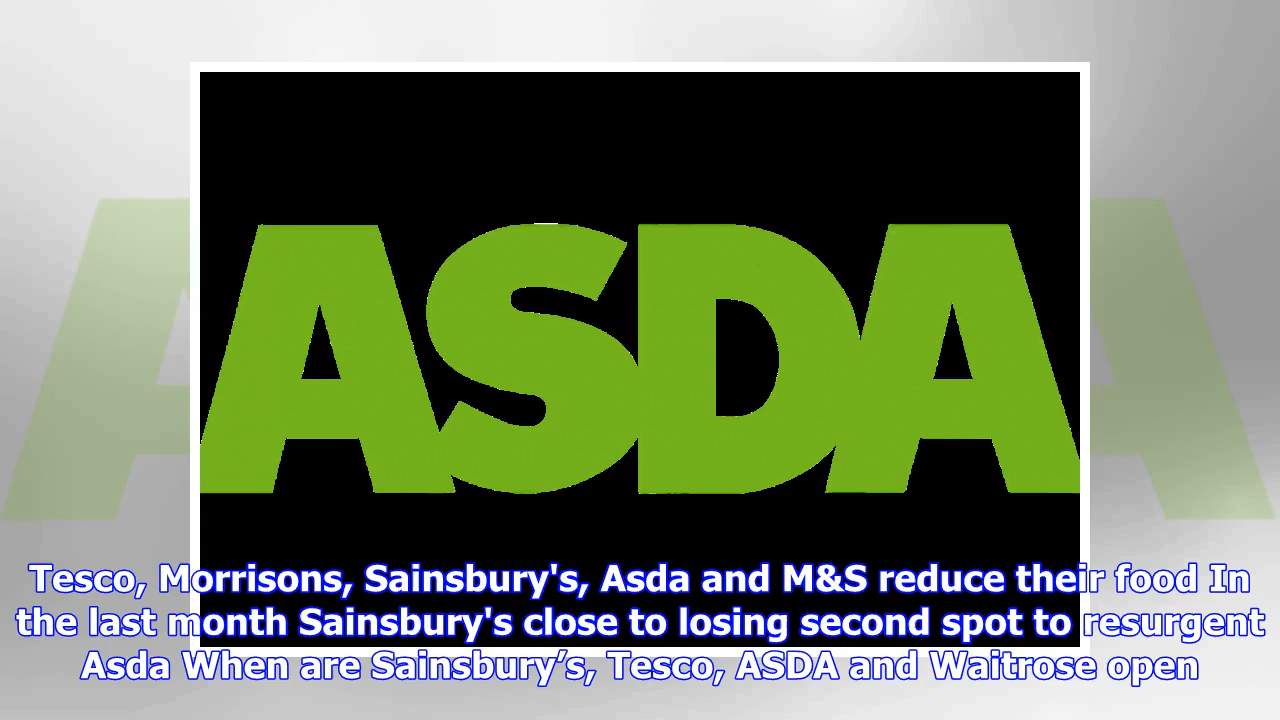 ASDA
Tesco, Morrisons, Sainsbury's, Asda and M&S reduce their food In
the last month Sainsbury's close to losing second spot to resurgent
Asda When are Sainsbury’s, Tesco, ASDA and Waitrose open